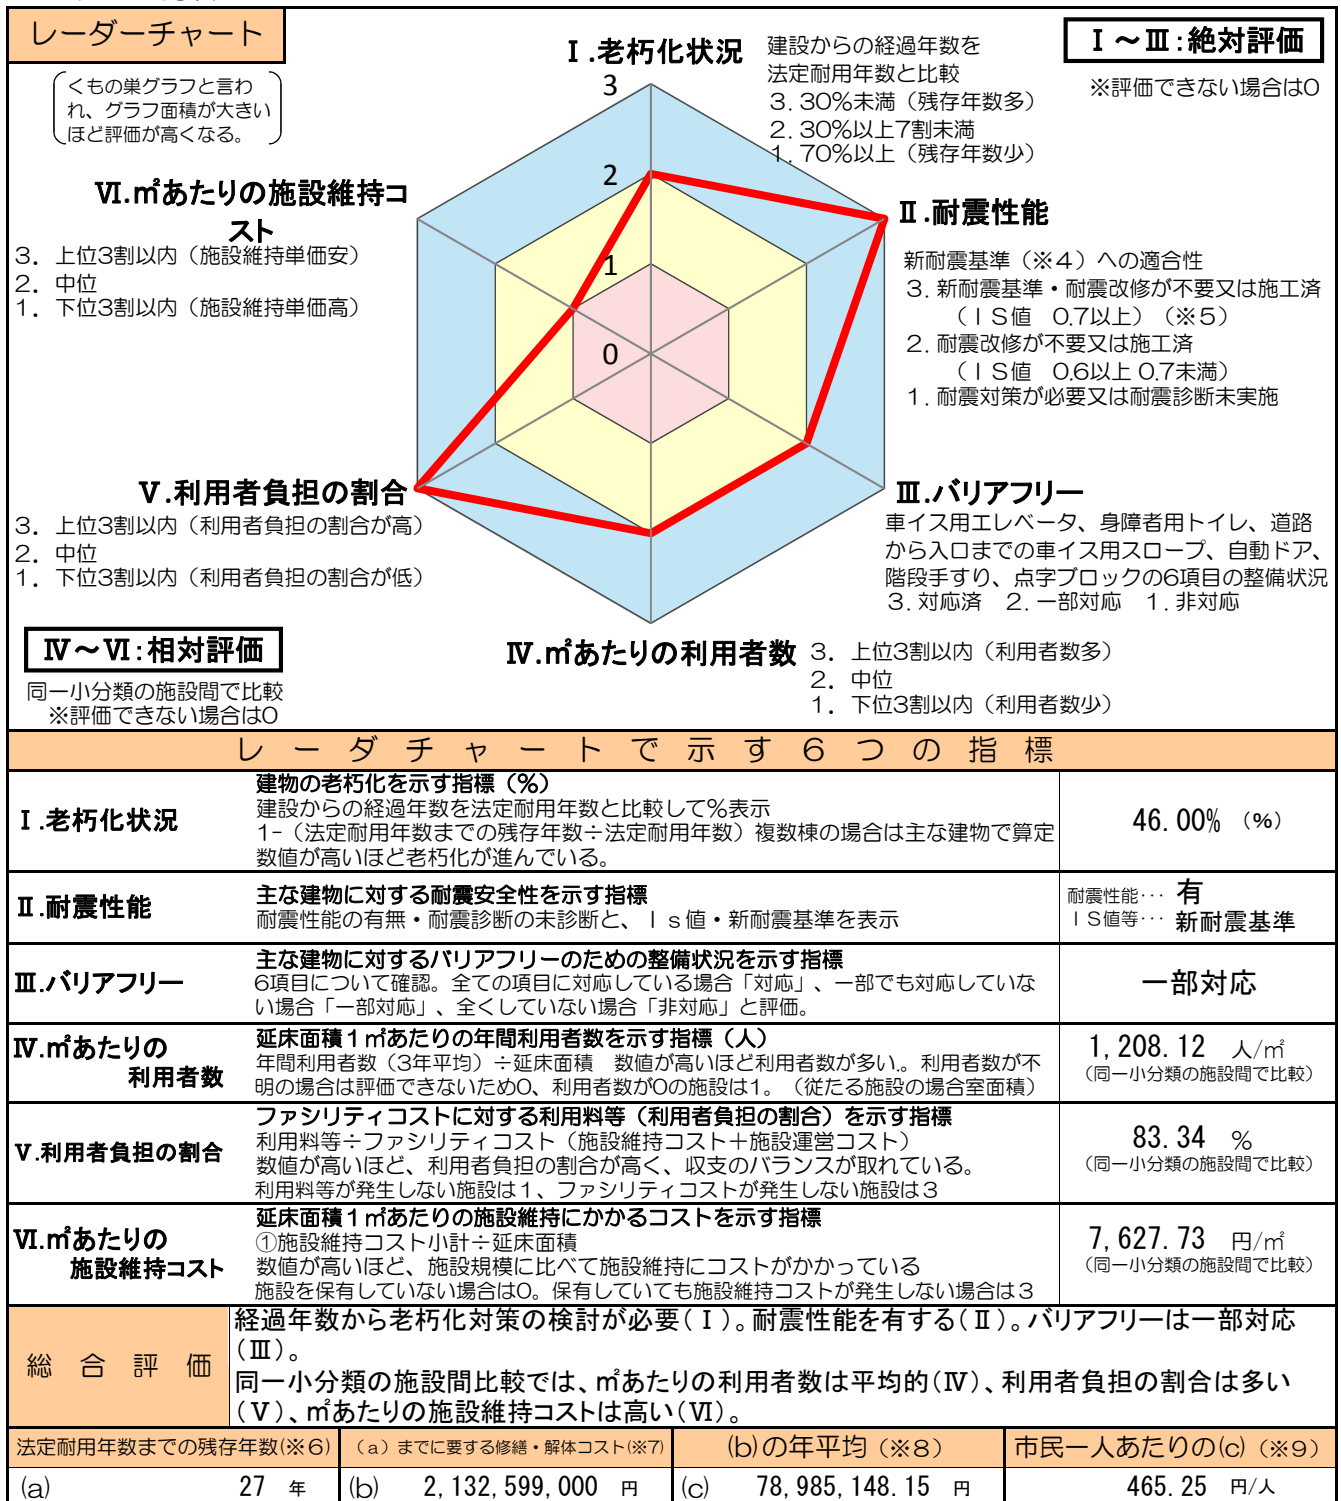 レーダーチャート
くもの巣グラフと言わ
れ、グラフ面積が大きい
ほど評価が高くなる。
Ⅰ～Ⅲ:絶対評価
※評価できない場合は0
Ⅰ.老朽化状況
建設からの経過年数を
法定耐用年数と比較
3.30%未満（残存年数多）
2.30%以上7割未満
1.70%以上（残存年数少）
3
2
1
0
Ⅱ.耐震性能
新耐震基準（※4）への適合性
3.新耐震基準・耐震改修が不要又は施工済
（ＩＳ値　0.7以上）（※5）
2.耐震改修が不要又は施工済
（ＩＳ値　0.6以上 0.7未満）
1.耐震対策が必要又は耐震診断未実施
Ⅵ.㎡あたりの施設維持コ
スト
3.　上位3割以内（施設維持単価安）
2.　中位
1.　下位3割以内（施設維持単価高）
Ⅲ.バリアフリー
車イス用エレベータ、身障者用トイレ、道路
から入口までの車イス用スロープ、自動ドア、
階段手すり、点字ブロックの6項目の整備状況
3.対応済　2.一部対応　1.非対応
Ⅴ.利用者負担の割合
3.　上位3割以内（利用者負担の割合が高）
2.　中位
1.　下位3割以内（利用者負担の割合が低）
Ⅳ.㎡あたりの利用者数
3.　上位3割以内（利用者数多）
2.　中位
1.　下位3割以内（利用者数少）
Ⅳ～Ⅵ:相対評価
同一小分類の施設間で比較
※評価できない場合は0
レーダチャートで示す6つの指標
Ⅰ.老朽化状況
建物の老朽化を示す指標（%）
建設からの経過年数を法定耐用年数と比較して%表示
1-（法定耐用年数までの残存年数÷法定耐用年数）複数棟の場合は主な建物で算定
数値が高いほど老朽化が進んでいる。
46.00%（%）
Ⅱ.耐震性能
主な建物に対する耐震安全性を示す指標
耐震性能の有無・耐震診断の未診断と、Ｉｓ値・新耐震基準を表示
耐震性能… 有
ＩＳ値等… 新耐震基準
Ⅲ.バリアフリー
主な建物に対するバリアフリーのための整備状況を示す指標
6項目について確認。全ての項目に対応している場合「対応」、一部でも対応していな
い場合「一部対応」、全くしていない場合「非対応」と評価。
一部対応
Ⅳ.㎡あたりの
利用者数
延床面積１㎡あたりの年間利用者数を示す指標（人）
年間利用者数（3年平均）÷延床面積　数値が高いほど利用者数が多い。利用者数が不
明の場合は評価できないため0、利用者数が0の施設は1。（従たる施設の場合室面積）
1,208.12 人/㎡
（同一小分類の施設間で比較）
Ⅴ.利用者負担の割合
ファシリティコストに対する利用料等（利用者負担の割合）を示す指標
利用料等÷ファシリティコスト（施設維持コスト＋施設運営コスト）
数値が高いほど、利用者負担の割合が高く、収支のバランスが取れている。
利用料等が発生しない施設は１、ファシリティコストが発生しない施設は３
83.34 %
（同一小分類の施設間で比較）
Ⅵ.㎡あたりの
施設維持コスト
延床面積１㎡あたりの施設維持にかかるコストを示す指標
①施設維持コスト小計÷延床面積
数値が高いほど、施設規模に比べて施設維持にコストがかかっている
施設を保有していない場合は0。保有していても施設維持コストが発生しない場合は３
7,627.73 円/㎡
（同一小分類の施設間で比較）
総合評価
経過年数から老朽化対策の検討が必要(Ⅰ)。耐震性能を有する(Ⅱ)。バリアフリーは一部対応
(Ⅲ)。
同一小分類の施設間比較では、㎡あたりの利用者数は平均的(Ⅳ)、利用者負担の割合は多い
(Ⅴ)、㎡あたりの施設維持コストは高い(Ⅵ)。
法定耐用年数までの残存年数(※6)
（a）までに要する修繕・解体コスト(※7)
(b)の年平均（※8）
市民一人あたりの(c)（※9）
(a) 27 年
(b) 2,132,599,000 円
(c) 78,985,148.15 円
465.25 円/人